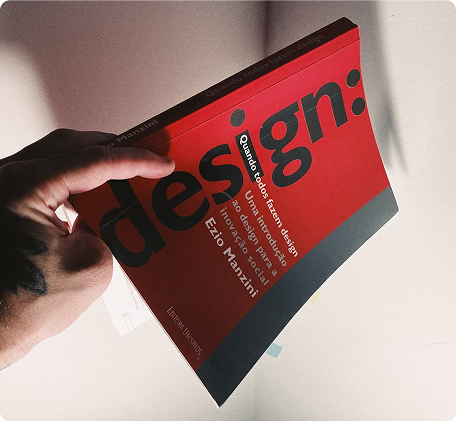 Quando todos fazem design
Manzini
design:
Quando todos fazem design
Uma introdução
ao design para a
inovação social
Ezio Manzini
EDITORA UNISINOS